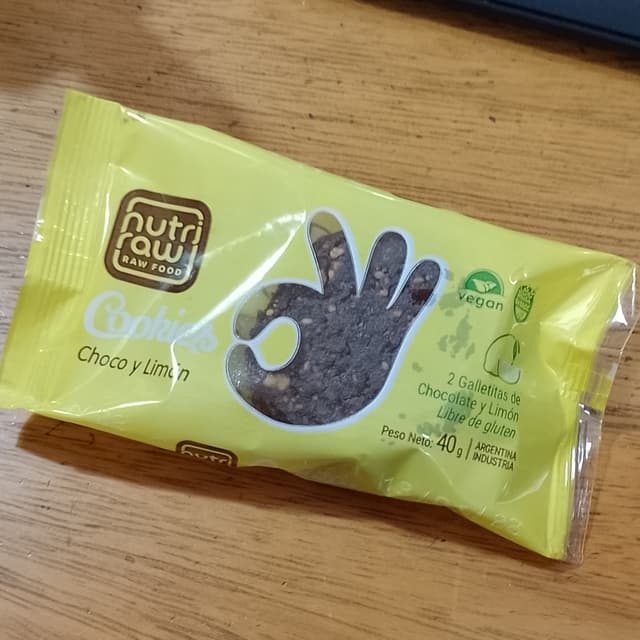 nutri
raw
RAW FOOD
Cookies
Choco y Limón
vegan
2 Galletitas de
Chocolate y Limón
Libre de gluten
Peso Neto: 40 g
ARGENTINA
INDUSTRIA
nutri